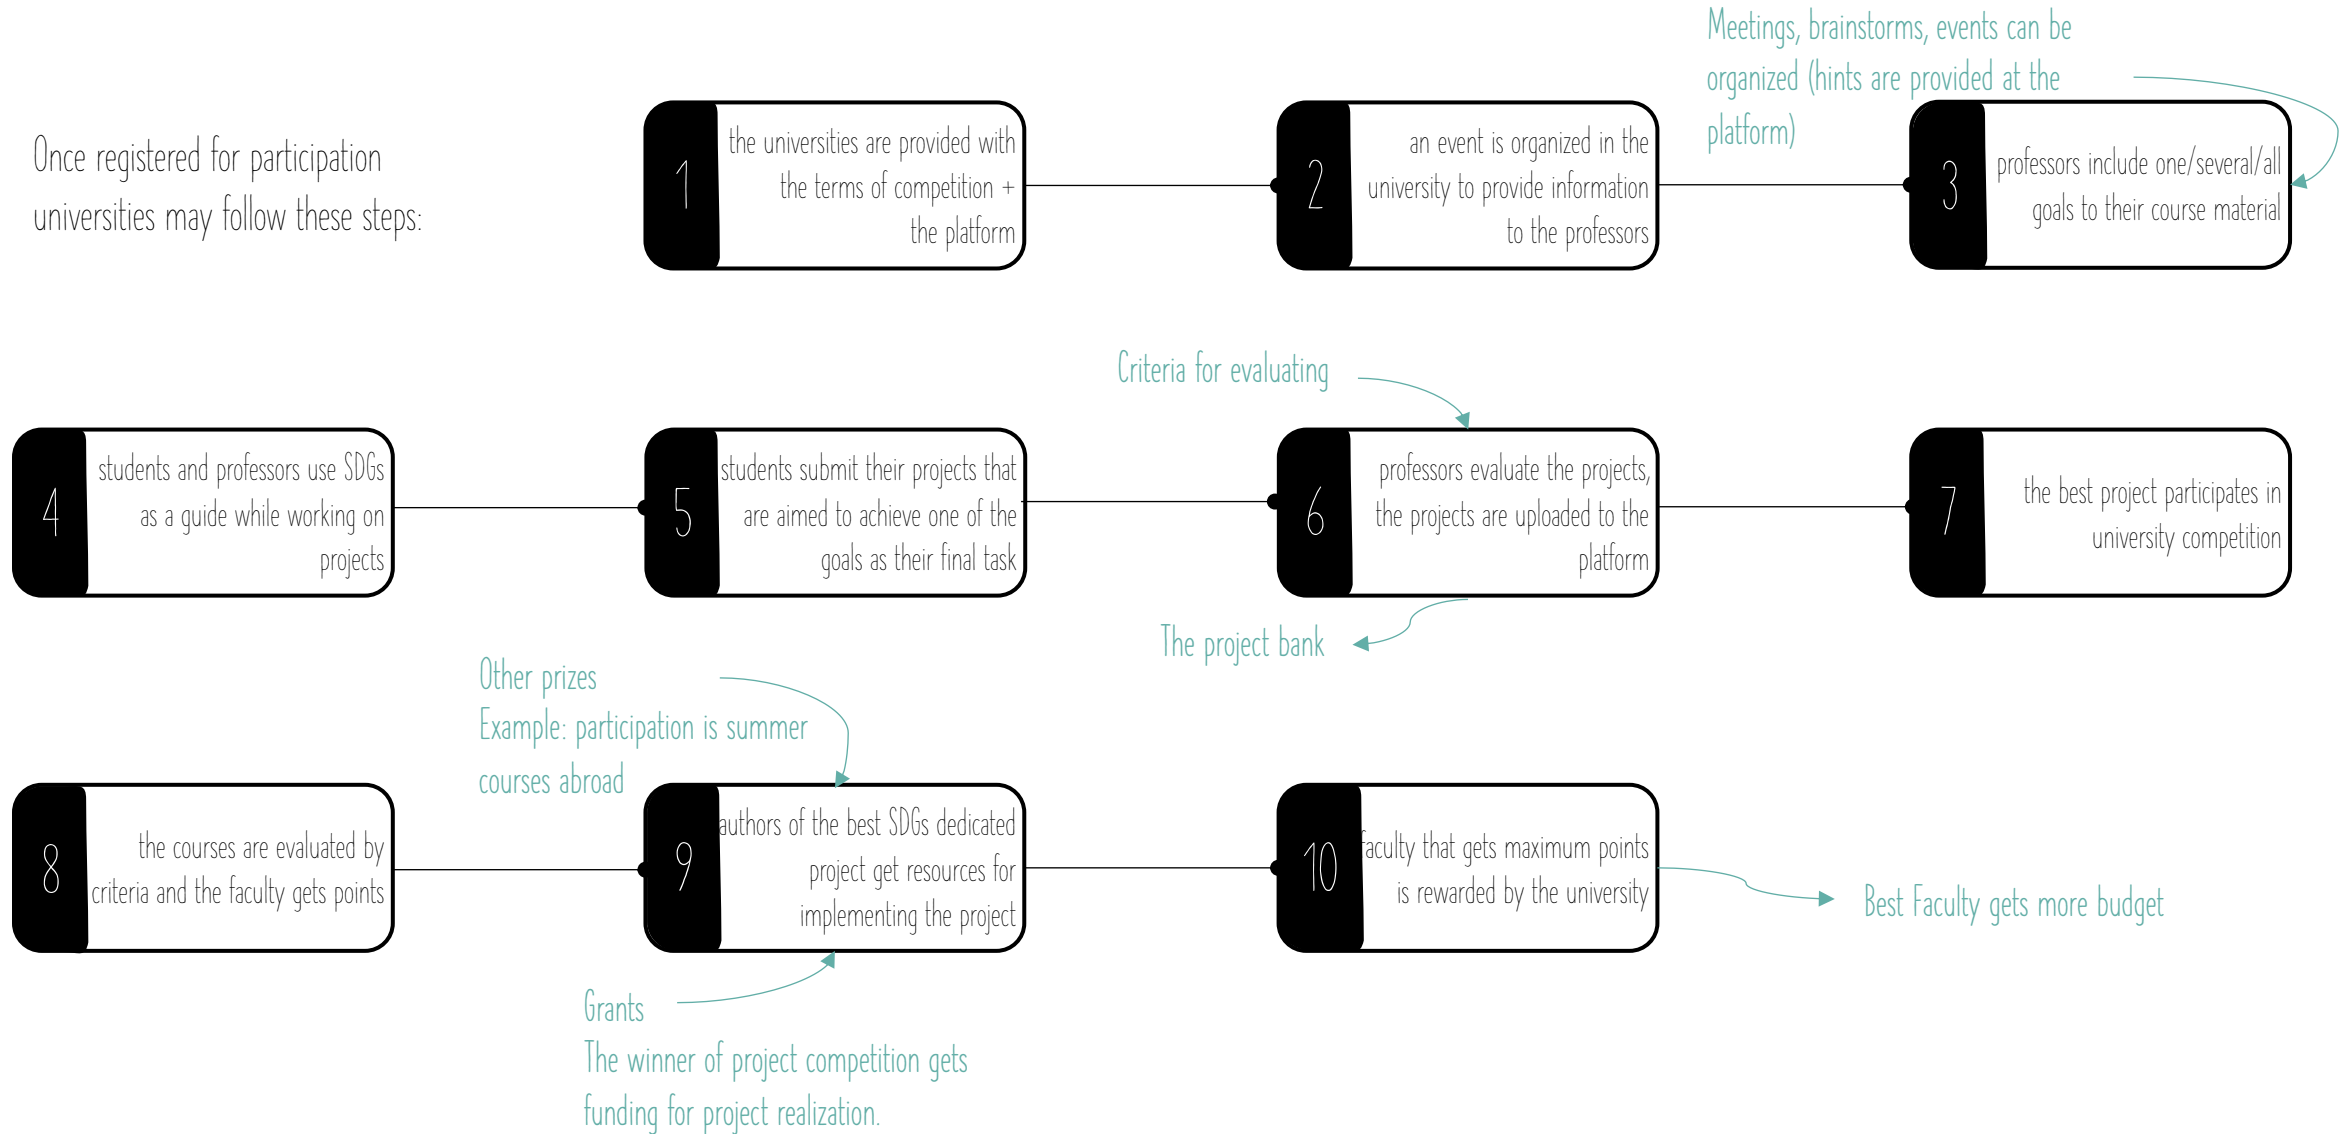 Once registered for participation
universities may follow these steps:
1
the universities are provided with
the terms of competition +
the platform
2
an event is organized in the
university to provide information
to the professors
Meetings, brainstorms, events can be
organized (hints are provided at the
platform)
3
professors include one/several/all
goals to their course material
4
students and professors use SDGs
as a guide while working on
projects
5
students submit their projects that
are aimed to achieve one of the
goals as their final task
Criteria for evaluating
6
professors evaluate the projects,
the projects are uploaded to the
platform
The project bank
7
the best project participates in
university competition
8
the courses are evaluated by
criteria and the faculty gets points
Other prizes
Example: participation is summer
courses abroad
9
authors of the best SDGs dedicated
project get resources for
implementing the project
Grants
The winner of project competition gets
funding for project realization.
10
faculty that gets maximum points
is rewarded by the university
Best Faculty gets more budget